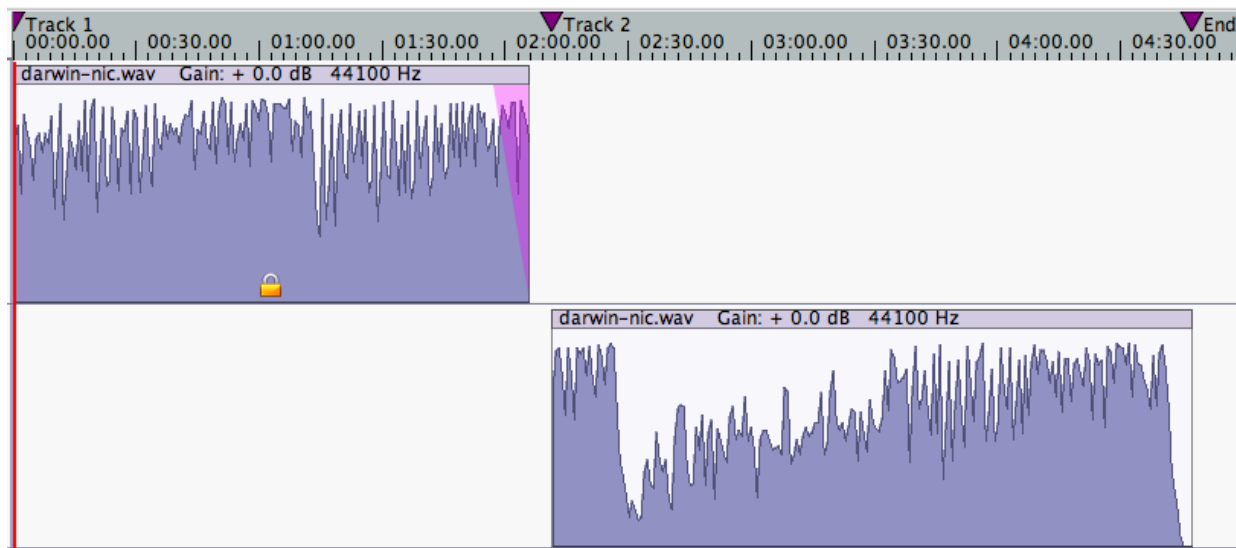 Track 1 Track 2 End
00:00.00 00:30.00 01:00.00 01:30.00 02:00.00 02:30.00 03:00.00 03:30.00 04:00.00 04:30.00
darwin-nic.wav Gain: + 0.0 dB 44100 Hz
darwin-nic.wav Gain: + 0.0 dB 44100 Hz